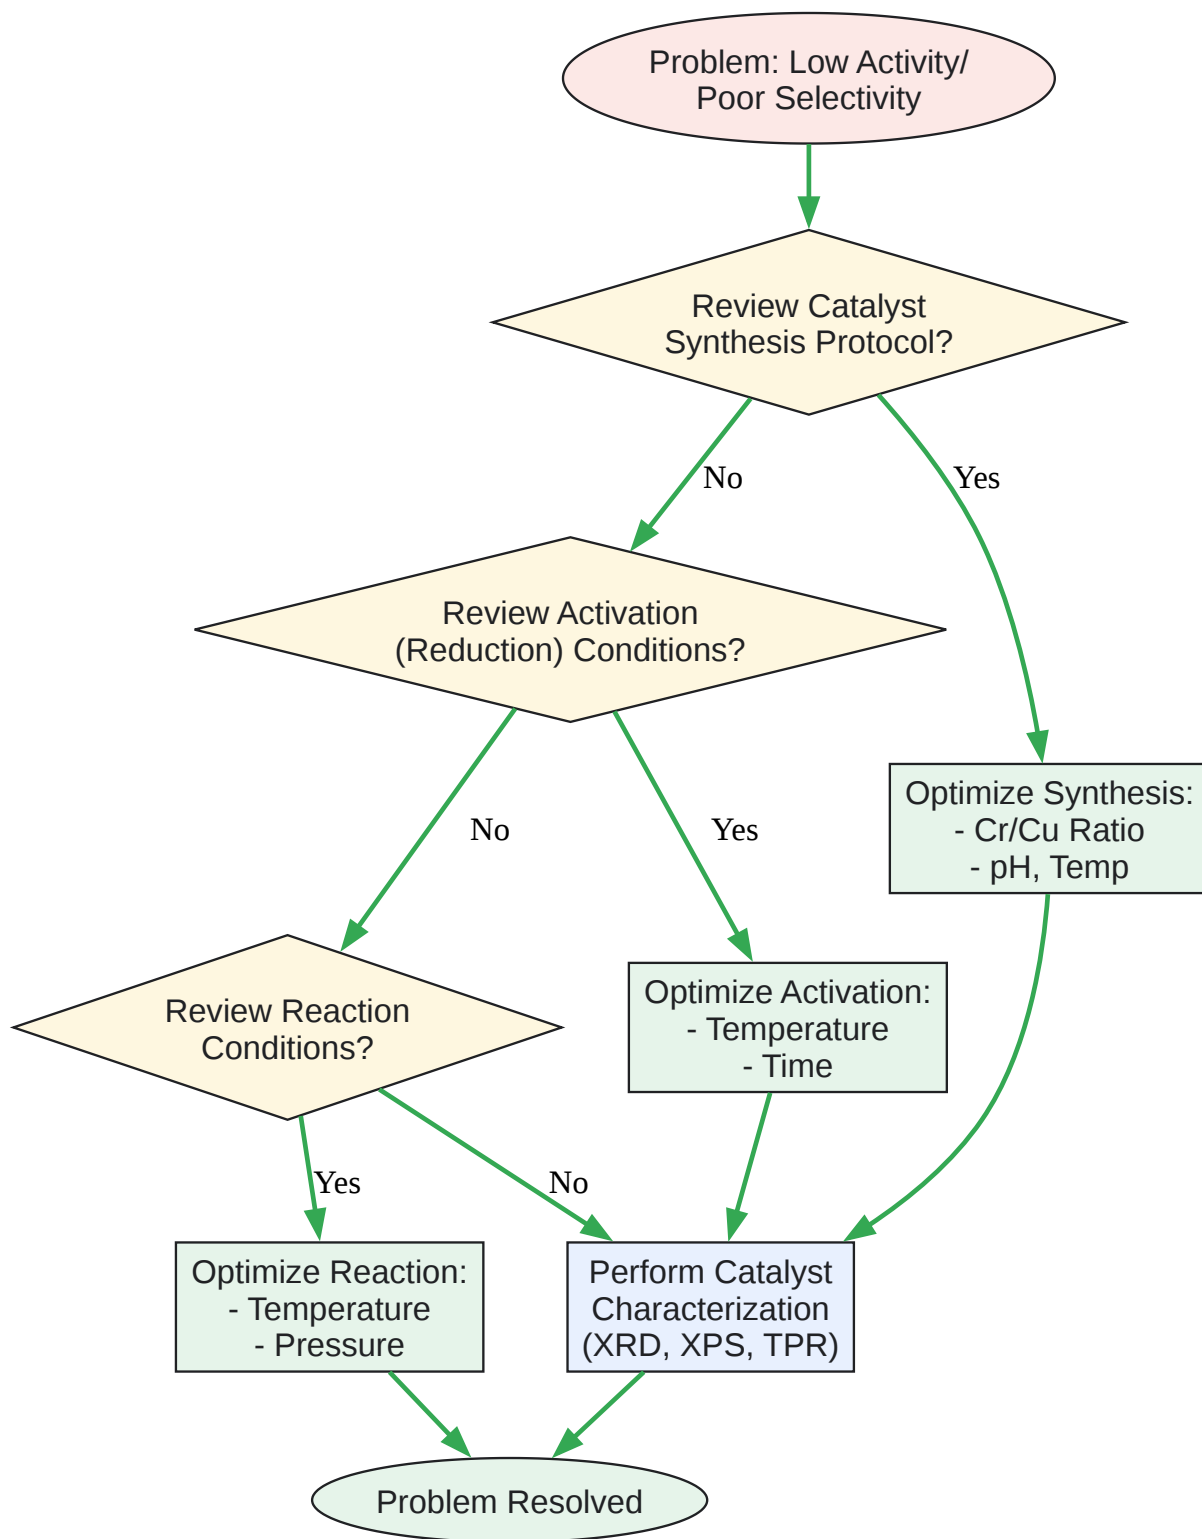 Problem: Low Activity/
Poor Selectivity
Review Catalyst
Synthesis Protocol?
No
Yes
Review Activation
(Reduction) Conditions?
No
Yes
Optimize Synthesis:
- Cr/Cu Ratio
- pH, Temp
Review Reaction
Conditions?
Optimize Activation:
- Temperature
- Time
Yes
No
Optimize Reaction:
- Temperature
- Pressure
Perform Catalyst
Characterization
(XRD, XPS, TPR)
Problem Resolved